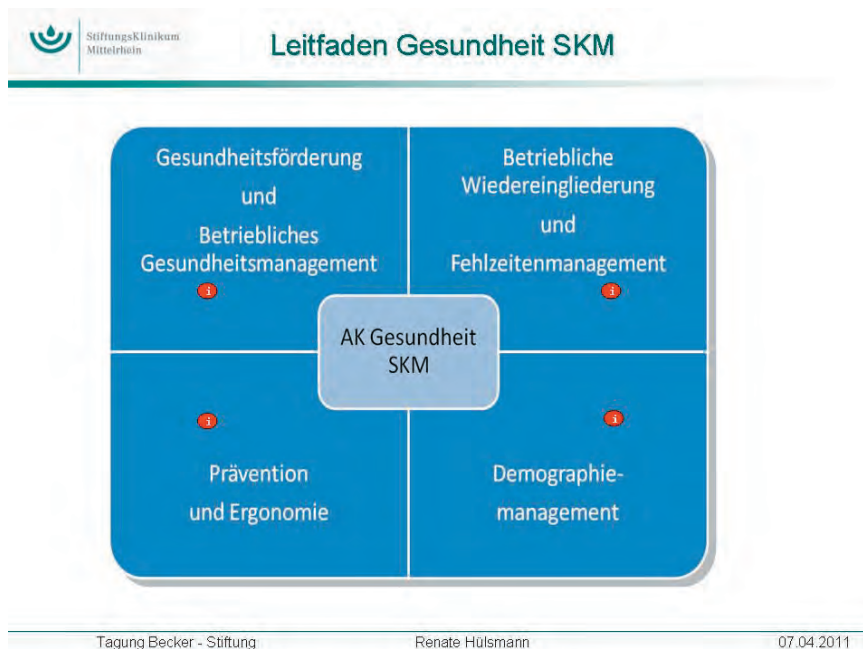 StiftungsKlinikum
Mittelrhein
Leitfaden Gesundheit SKM
Gesundheitsförderung
und
Betriebliches
Gesundheitsmanagement
i
Betriebliche
Wiedereingliederung
und
Fehlzeitenmanagement
i
AK Gesundheit
SKM
i
Prävention
und Ergonomie
i
Demographie-
management
Tagung Becker - Stiftung
Renate Hülsmann
07.04.2011